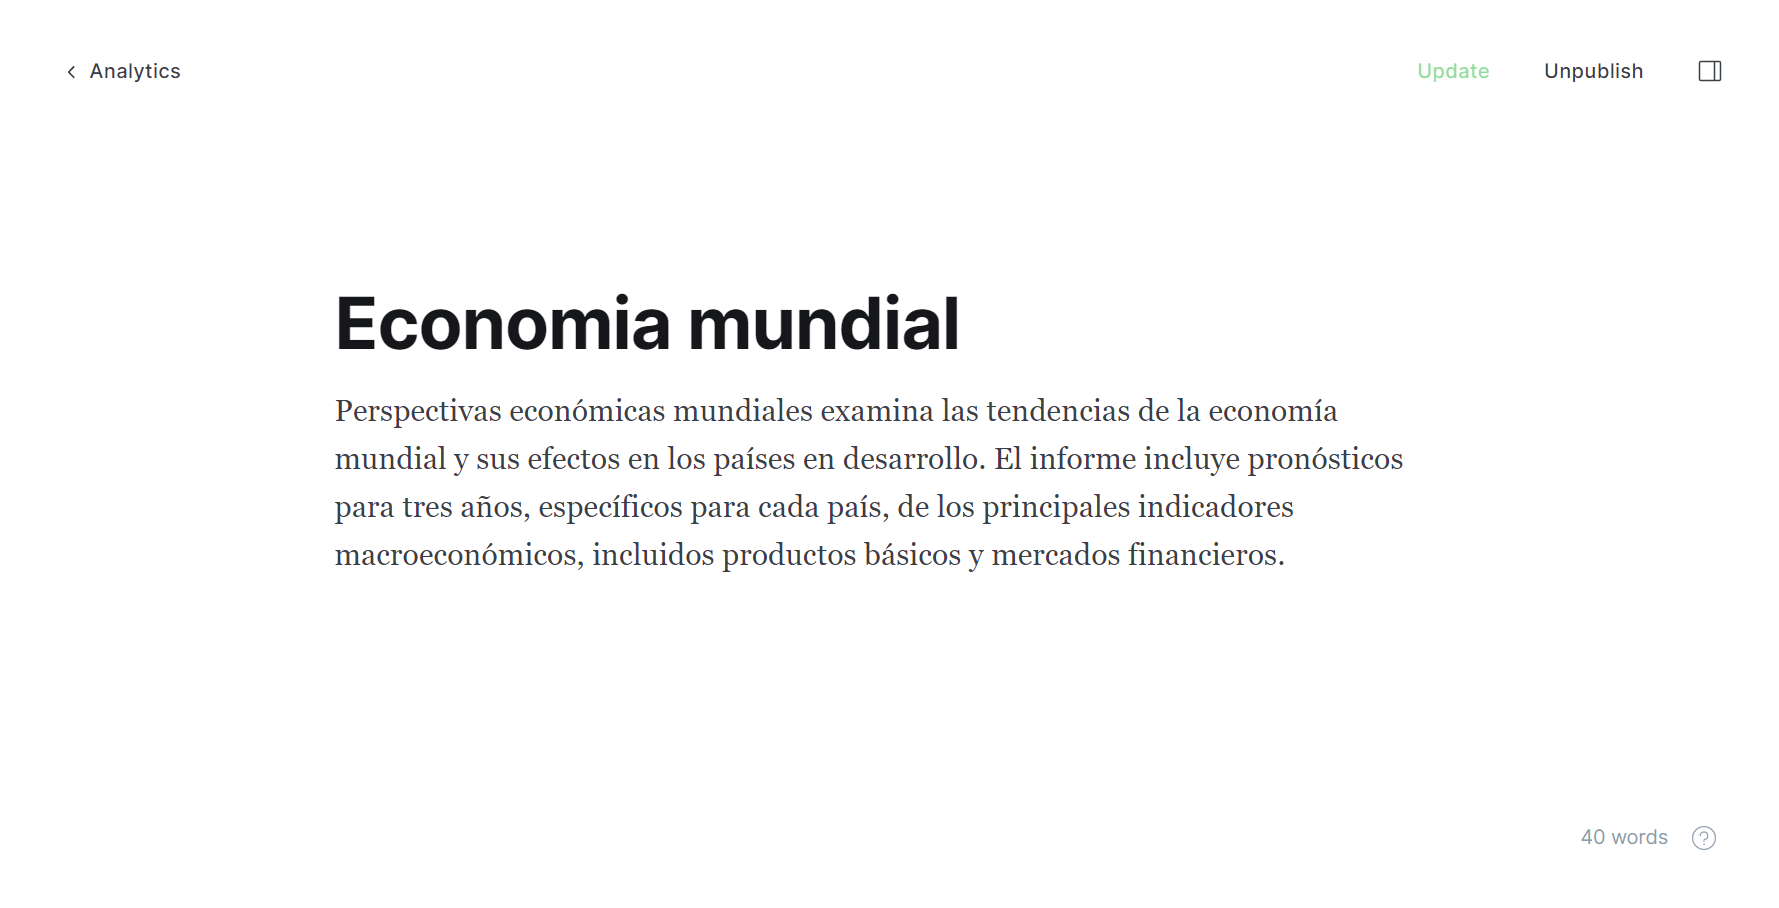 Analytics
Update
Unpublish
Economia mundial
Perspectivas económicas mundiales examina las tendencias de la economía
mundial y sus efectos en los países en desarrollo. El informe incluye pronósticos
para tres años, específicos para cada país, de los principales indicadores
macroeconómicos, incluidos productos básicos y mercados financieros.
40 words
?